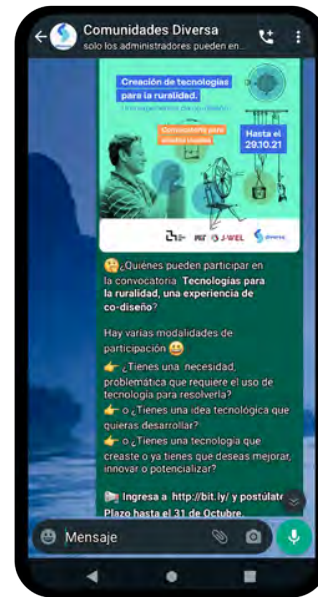 Comunidades Diversa
solo los administradores pueden en...
Creación de tecnologías
para la ruralidad.
Convocatoria para
Hasta el
29.10.21
MIT J-WEL diversa
¿Quiénes pueden participar en
la convocatoria Tecnologías para
la ruralidad, una experiencia de
co-diseño?
Hay varias modalidades de
participación 😀
👉 ¿Tienes una necesidad,
problemática que requiere el uso de
tecnología para resolverla?
👉 o ¿Tienes una idea tecnológica que
quieras desarrollar?
👉 o ¿Tienes una tecnología que
creaste o ya tienes que deseas mejorar,
innovar o potencializar?
Ingresa a http://bit.ly/ y postúlate
Plazo hasta el 31 de Octubre.
Mensaje